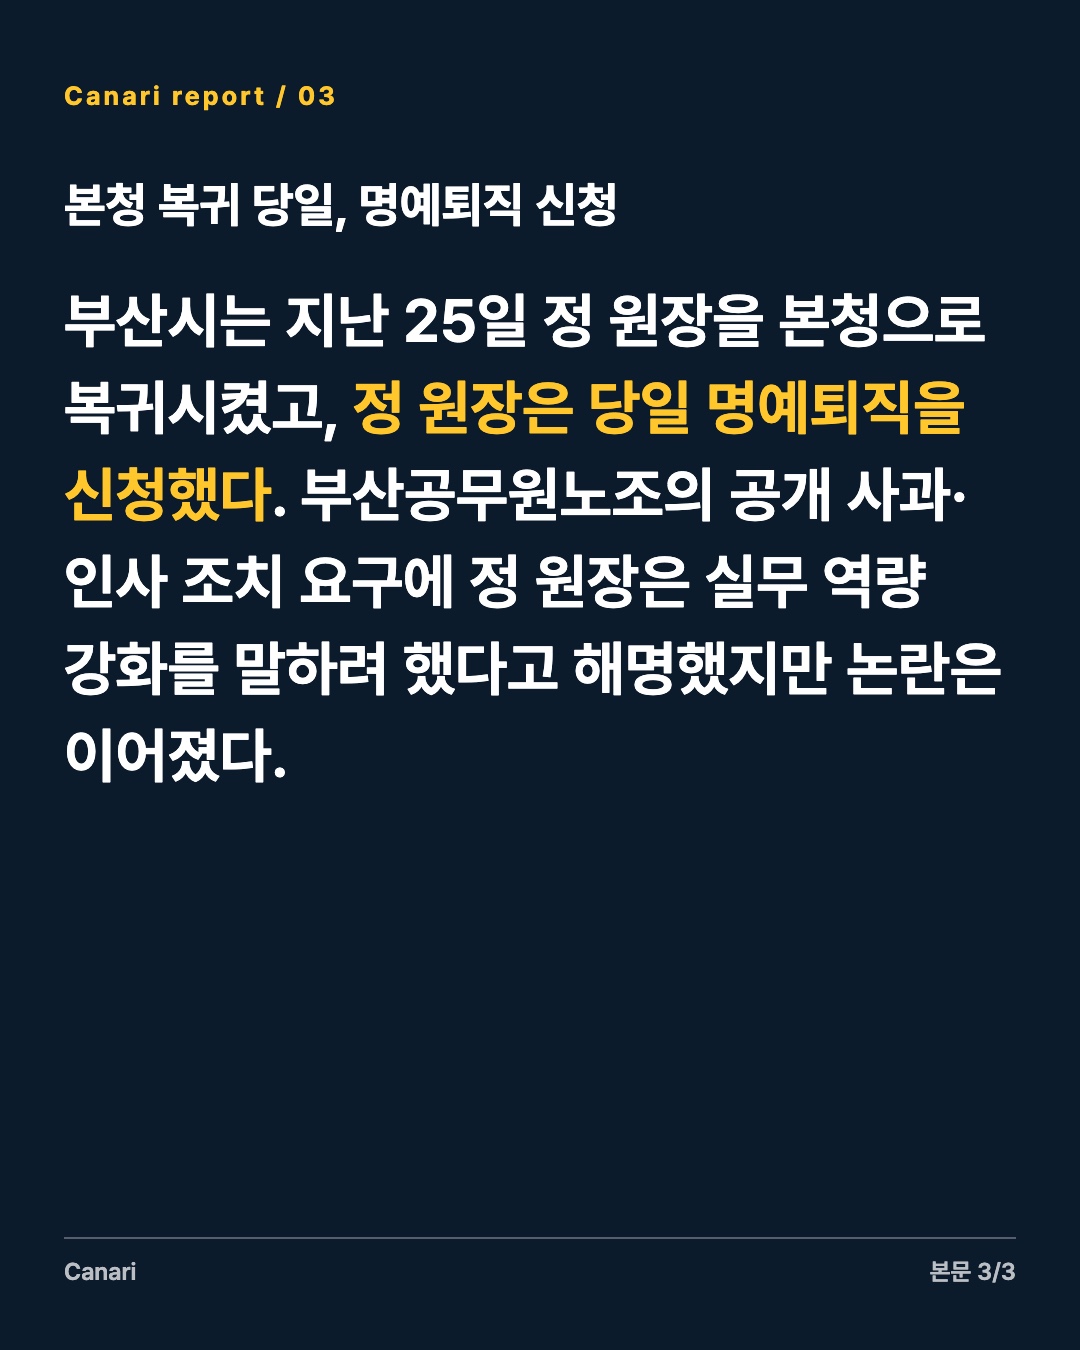 Canari report / 03
본청 복귀 당일, 명예퇴직 신청
부산시는 지난 25일 정 원장을 본청으로
복귀시켰고, 정 원장은 당일 명예퇴직을
신청했다. 부산공무원노조의 공개 사과·
인사 조치 요구에 정 원장은 실무 역량
강화를 말하려 했다고 해명했지만 논란은
이어졌다.
Canari
본문 3/3